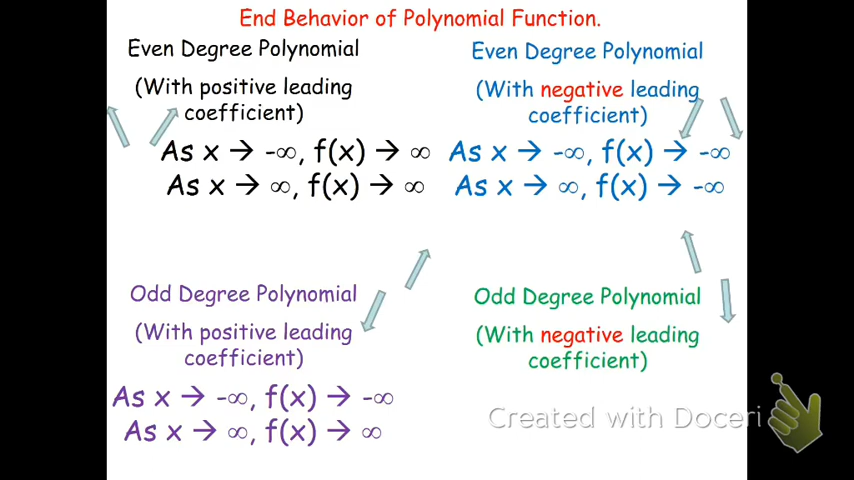 End Behavior of Polynomial Function.
Even Degree Polynomial
(With positive leading
coefficient)
As x → -∞, f(x) → ∞
As x → ∞, f(x) → ∞
Even Degree Polynomial
(With negative leading
coefficient)
As x → -∞, f(x) → -∞
As x → ∞, f(x) → -∞
Odd Degree Polynomial
(With positive leading
coefficient)
As x → -∞, f(x) → -∞
As x → ∞, f(x) → ∞
Odd Degree Polynomial
(With negative leading
coefficient)
Created with Doceri